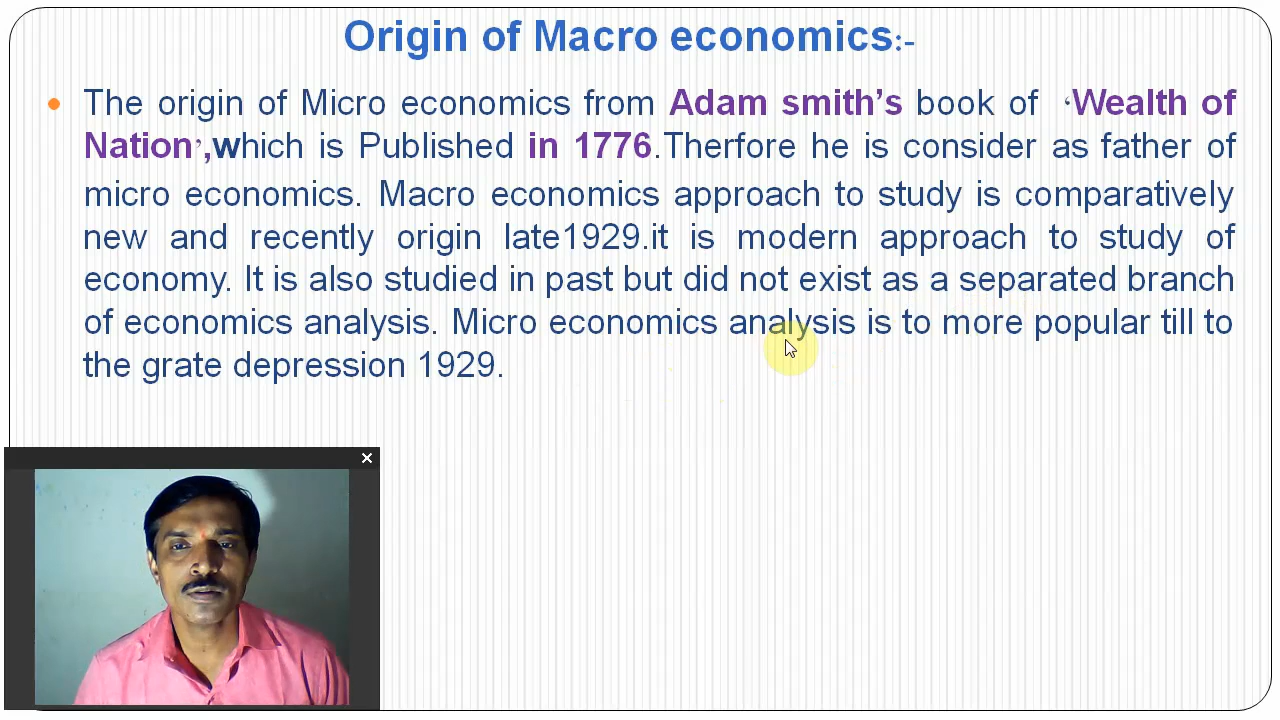 Origin of Macro economics:-
The origin of Micro economics from Adam smith’s book of ‘Wealth of
Nation’,which is Published in 1776.Therfore he is consider as father of
micro economics. Macro economics approach to study is comparatively
new and recently origin late1929.it is modern approach to study of
economy. It is also studied in past but did not exist as a separated branch
of economics analysis. Micro economics analysis is to more popular till to
the grate depression 1929.